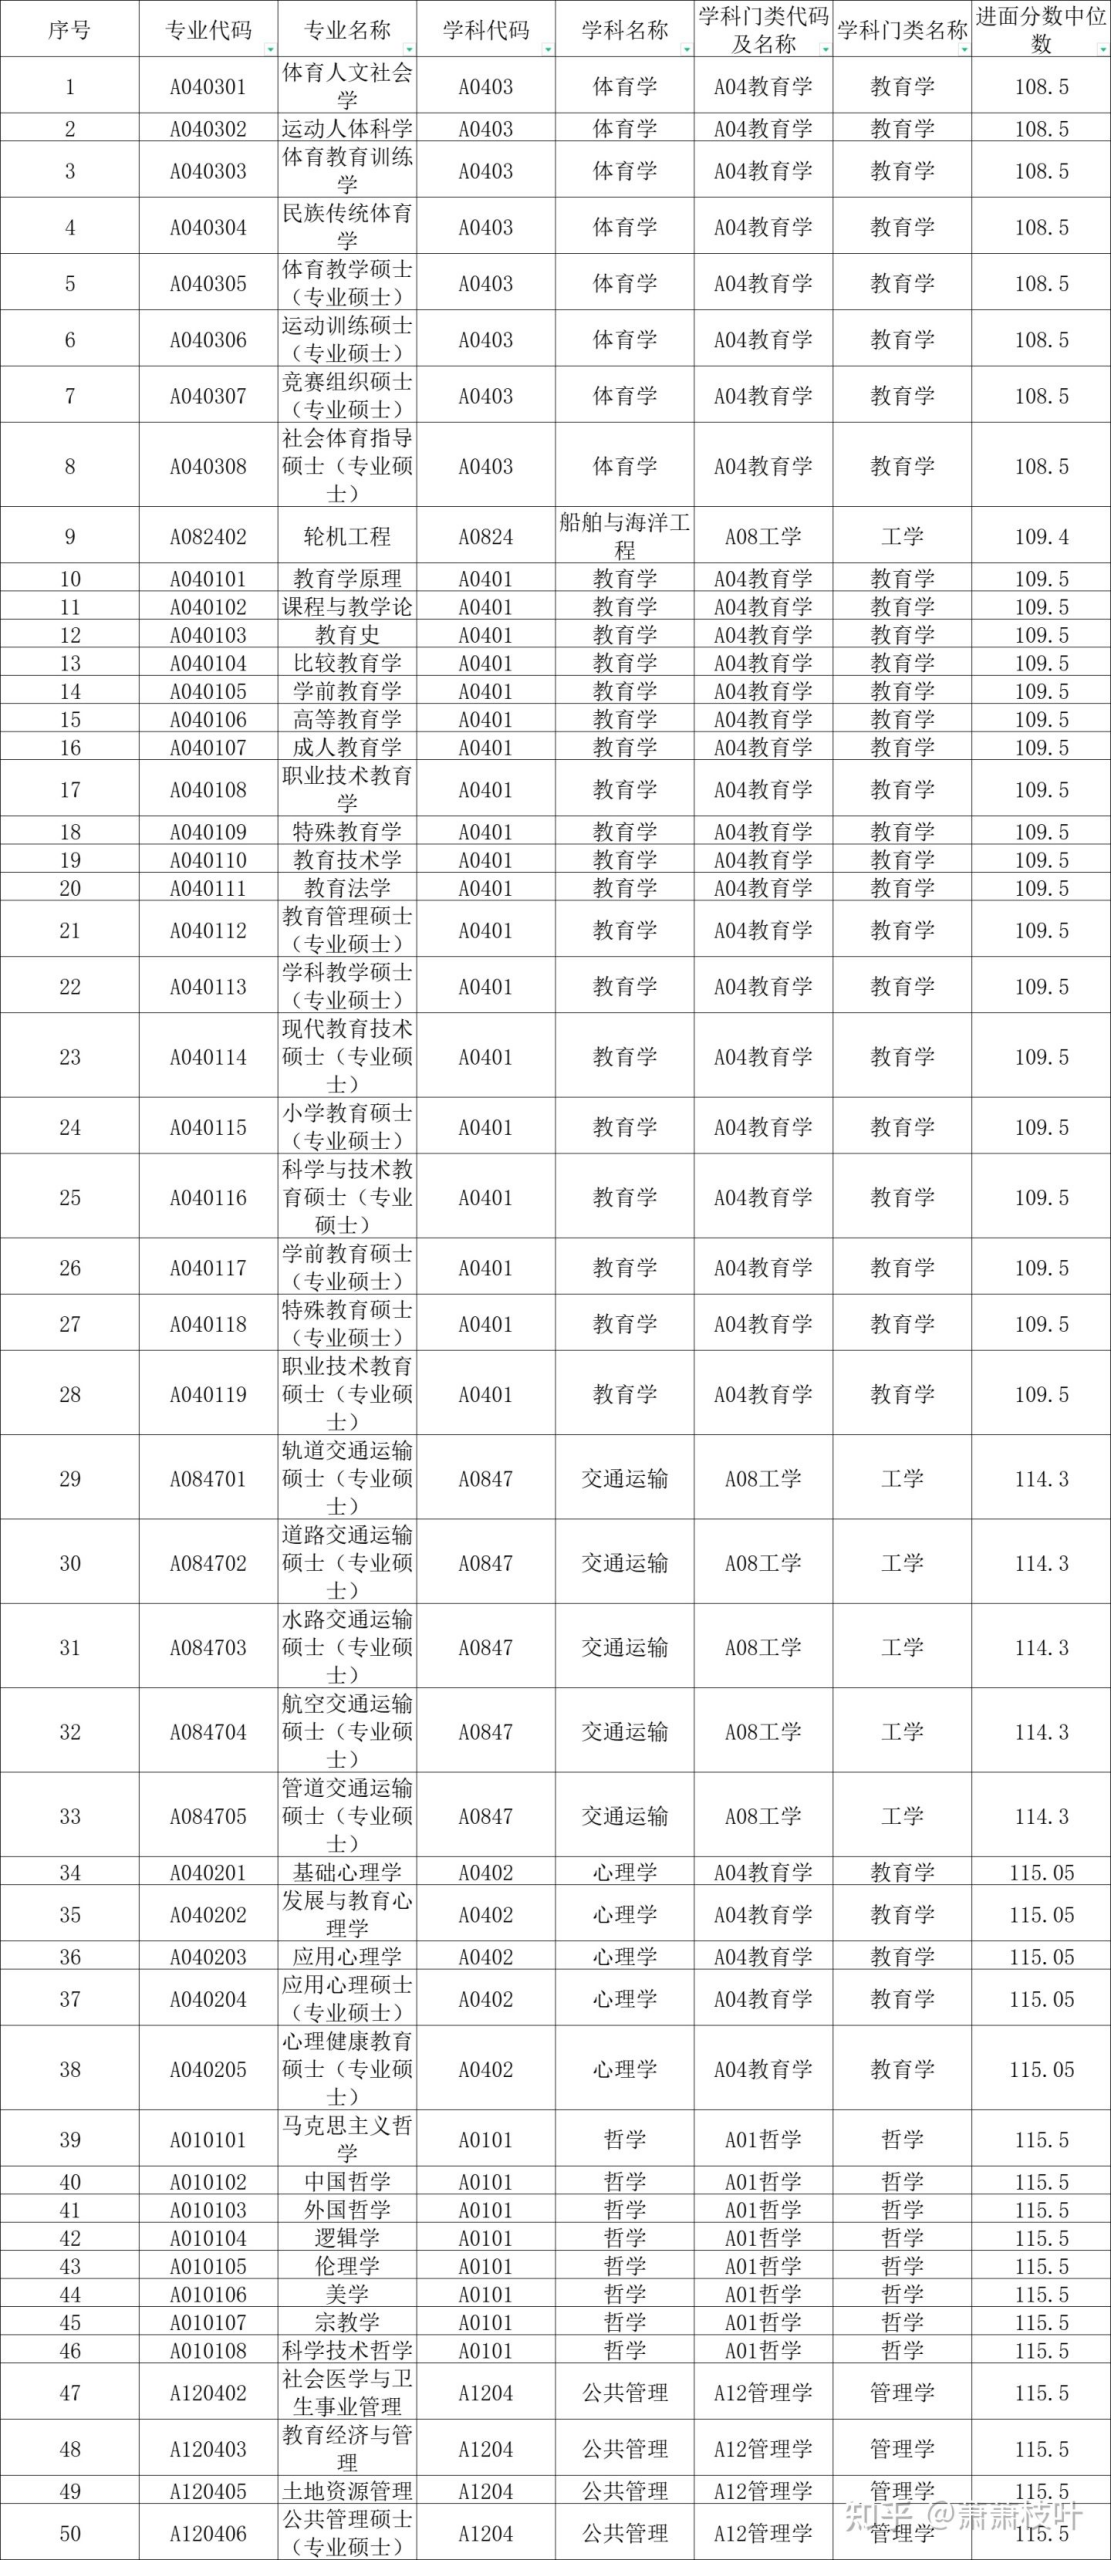 序号 专业代码 专业名称 学科代码 学科名称 学科门类代码及名称 学科门类名称 进面分数中位数
1 A040301 体育人文社会学 A0403 体育学 A04教育学 教育学 108.5
2 A040302 运动人体科学 A0403 体育学 A04教育学 教育学 108.5
3 A040303 体育教育训练学 A0403 体育学 A04教育学 教育学 108.5
4 A040304 民族传统体育学 A0403 体育学 A04教育学 教育学 108.5
5 A040305 体育教学硕士（专业硕士） A0403 体育学 A04教育学 教育学 108.5
6 A040306 运动训练硕士（专业硕士） A0403 体育学 A04教育学 教育学 108.5
7 A040307 竞赛组织硕士（专业硕士） A0403 体育学 A04教育学 教育学 108.5
8 A040308 社会体育指导硕士（专业硕士） A0403 体育学 A04教育学 教育学 108.5
9 A082402 轮机工程 A0824 船舶与海洋工程 A08工学 工学 109.4
10 A040101 教育学原理 A0401 教育学 A04教育学 教育学 109.5
11 A040102 课程与教学论 A0401 教育学 A04教育学 教育学 109.5
12 A040103 教育史 A0401 教育学 A04教育学 教育学 109.5
13 A040104 比较教育学 A0401 教育学 A04教育学 教育学 109.5
14 A040105 学前教育学 A0401 教育学 A04教育学 教育学 109.5
15 A040106 高等教育学 A0401 教育学 A04教育学 教育学 109.5
16 A040107 成人教育学 A0401 教育学 A04教育学 教育学 109.5
17 A040108 职业技术教育学 A0401 教育学 A04教育学 教育学 109.5
18 A040109 特殊教育学 A0401 教育学 A04教育学 教育学 109.5
19 A040110 教育技术学 A0401 教育学 A04教育学 教育学 109.5
20 A040111 教育法学 A0401 教育学 A04教育学 教育学 109.5
21 A040112 教育管理硕士（专业硕士） A0401 教育学 A04教育学 教育学 109.5
22 A040113 学科教学硕士（专业硕士） A0401 教育学 A04教育学 教育学 109.5
23 A040114 现代教育技术硕士（专业硕士） A0401 教育学 A04教育学 教育学 109.5
24 A040115 小学教育硕士（专业硕士） A0401 教育学 A04教育学 教育学 109.5
25 A040116 科学与技术教育硕士（专业硕士） A0401 教育学 A04教育学 教育学 109.5
26 A040117 学前教育硕士（专业硕士） A0401 教育学 A04教育学 教育学 109.5
27 A040118 特殊教育硕士（专业硕士） A0401 教育学 A04教育学 教育学 109.5
28 A040119 职业技术教育硕士（专业硕士） A0401 教育学 A04教育学 教育学 109.5
29 A084701 轨道交通运输硕士（专业硕士） A0847 交通运输 A08工学 工学 114.3
30 A084702 道路交通运输硕士（专业硕士） A0847 交通运输 A08工学 工学 114.3
31 A084703 水路交通运输硕士（专业硕士） A0847 交通运输 A08工学 工学 114.3
32 A084704 航空交通运输硕士（专业硕士） A0847 交通运输 A08工学 工学 114.3
33 A084705 管道交通运输硕士（专业硕士） A0847 交通运输 A08工学 工学 114.3
34 A040201 基础心理学 A0402 心理学 A04教育学 教育学 115.05
35 A040202 发展与教育心理学 A0402 心理学 A04教育学 教育学 115.05
36 A040203 应用心理学 A0402 心理学 A04教育学 教育学 115.05
37 A040204 应用心理硕士（专业硕士） A0402 心理学 A04教育学 教育学 115.05
38 A040205 心理健康教育硕士（专业硕士） A0402 心理学 A04教育学 教育学 115.05
39 A010101 马克思主义哲学 A0101 哲学 A01哲学 哲学 115.5
40 A010102 中国哲学 A0101 哲学 A01哲学 哲学 115.5
41 A010103 外国哲学 A0101 哲学 A01哲学 哲学 115.5
42 A010104 逻辑学 A0101 哲学 A01哲学 哲学 115.5
43 A010105 伦理学 A0101 哲学 A01哲学 哲学 115.5
44 A010106 美学 A0101 哲学 A01哲学 哲学 115.5
45 A010107 宗教学 A0101 哲学 A01哲学 哲学 115.5
46 A010108 科学技术哲学 A0101 哲学 A01哲学 哲学 115.5
47 A120402 社会医学与卫生事业管理 A1204 公共管理 A12管理学 管理学 115.5
48 A120403 教育经济与管理 A1204 公共管理 A12管理学 管理学 115.5
49 A120405 土地资源管理 A1204 公共管理 A12管理学 管理学 115.5
50 A120406 公共管理硕士（专业硕士） A1204 公共管理 A12管理学 管理学 115.5
知乎 @萧萧枝叶